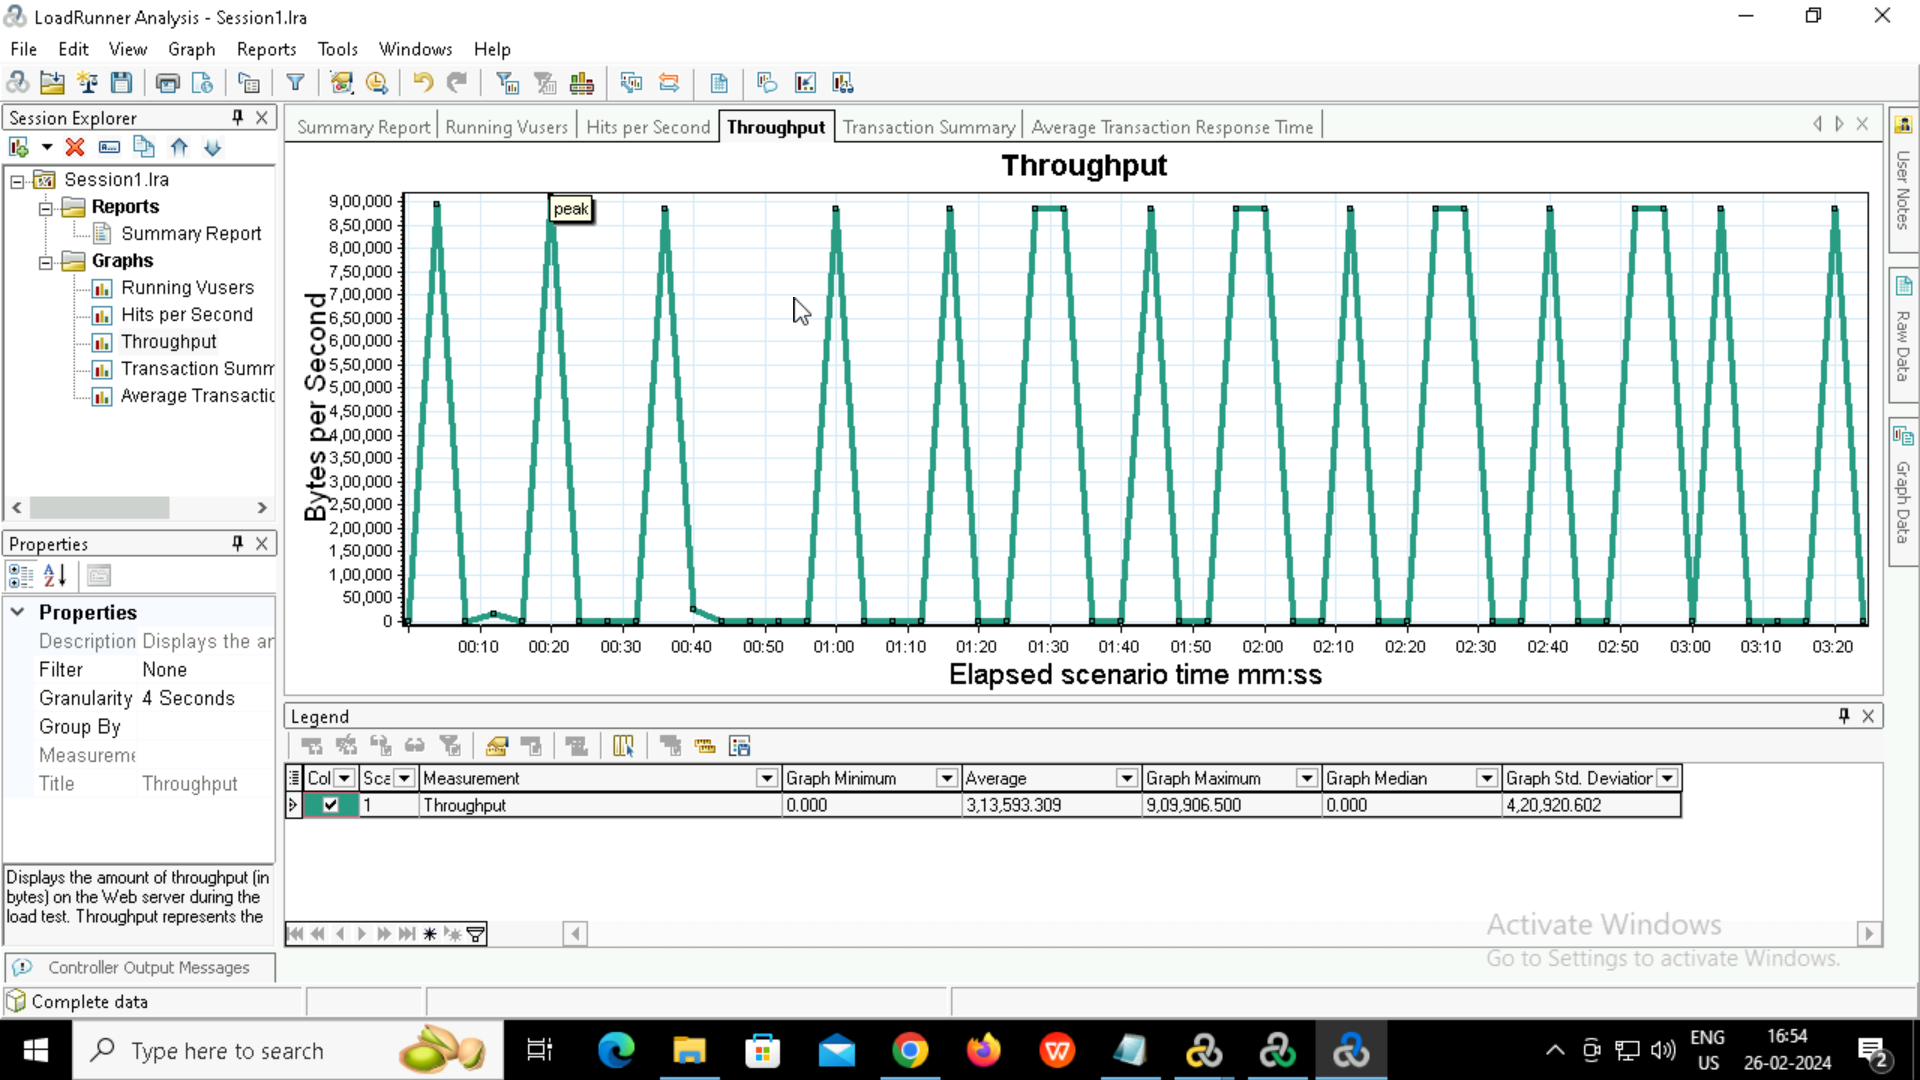 LoadRunner Analysis - Session1.lra
File Edit View Graph Reports Tools Windows Help
Session Explorer
Session1.lra
Reports
Summary Report
Graphs
Running Vusers
Hits per Second
Throughput
Transaction Summ
Average Transactic
Properties
Properties
Description Displays the ar
Filter None
Granularity 4 Seconds
Group By
Measureme
Title Throughput
Displays the amount of throughput (in
bytes) on the Web server during the
load test. Throughput represents the
Controller Output Messages
Complete data
Summary Report Running Vusers Hits per Second Throughput Transaction Summary Average Transaction Response Time
Throughput
peak
Bytes per Second
9,00,000
8,50,000
8,00,000
7,50,000
7,00,000
6,50,000
6,00,000
5,50,000
5,00,000
4,50,000
4,00,000
3,50,000
3,00,000
2,50,000
2,00,000
1,50,000
1,00,000
50,000
0
00:10 00:20 00:30 00:40 00:50 01:00 01:10 01:20 01:30 01:40 01:50 02:00 02:10 02:20 02:30 02:40 02:50 03:00 03:10 03:20
Elapsed scenario time mm:ss
Legend
Col Sca Measurement Graph Minimum Average Graph Maximum Graph Median Graph Std. Deviation
1 Throughput 0.000 3,13,593.309 9,09,906.500 0.000 4,20,920.602
User Notes
Raw Data
Graph Data
Activate Windows
Go to Settings to activate Windows.
Type here to search
ENG
US
16:54
26-02-2024
2